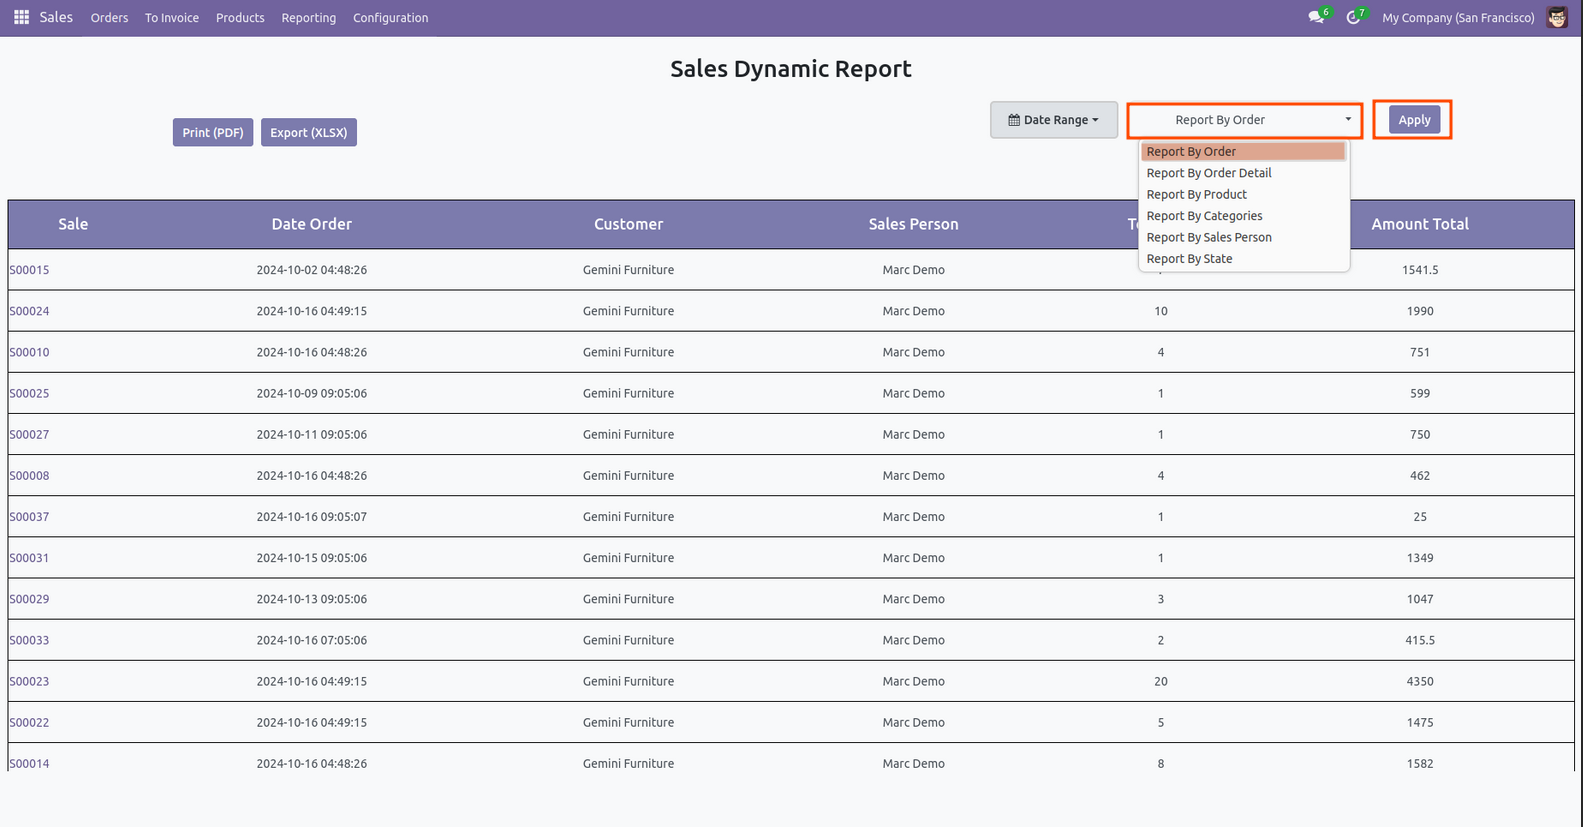 Sales Orders To Invoice Products Reporting Configuration 6 7 My Company (San Francisco)
Sales Dynamic Report
Print (PDF) Export (XLSX) Date Range Report By Order Apply
Report By Order
Report By Order Detail
Report By Product
Report By Categories
Report By Sales Person
Report By State
Sale Date Order Customer Sales Person Amount Total
S00015 2024-10-02 04:48:26 Gemini Furniture Marc Demo 1541.5
S00024 2024-10-16 04:49:15 Gemini Furniture Marc Demo 10 1990
S00010 2024-10-16 04:48:26 Gemini Furniture Marc Demo 4 751
S00025 2024-10-09 09:05:06 Gemini Furniture Marc Demo 1 599
S00027 2024-10-11 09:05:06 Gemini Furniture Marc Demo 1 750
S00008 2024-10-16 04:48:26 Gemini Furniture Marc Demo 4 462
S00037 2024-10-16 09:05:07 Gemini Furniture Marc Demo 1 25
S00031 2024-10-15 09:05:06 Gemini Furniture Marc Demo 1 1349
S00029 2024-10-13 09:05:06 Gemini Furniture Marc Demo 3 1047
S00033 2024-10-16 07:05:06 Gemini Furniture Marc Demo 2 415.5
S00023 2024-10-16 04:49:15 Gemini Furniture Marc Demo 20 4350
S00022 2024-10-16 04:49:15 Gemini Furniture Marc Demo 5 1475
S00014 2024-10-16 04:48:26 Gemini Furniture Marc Demo 8 1582